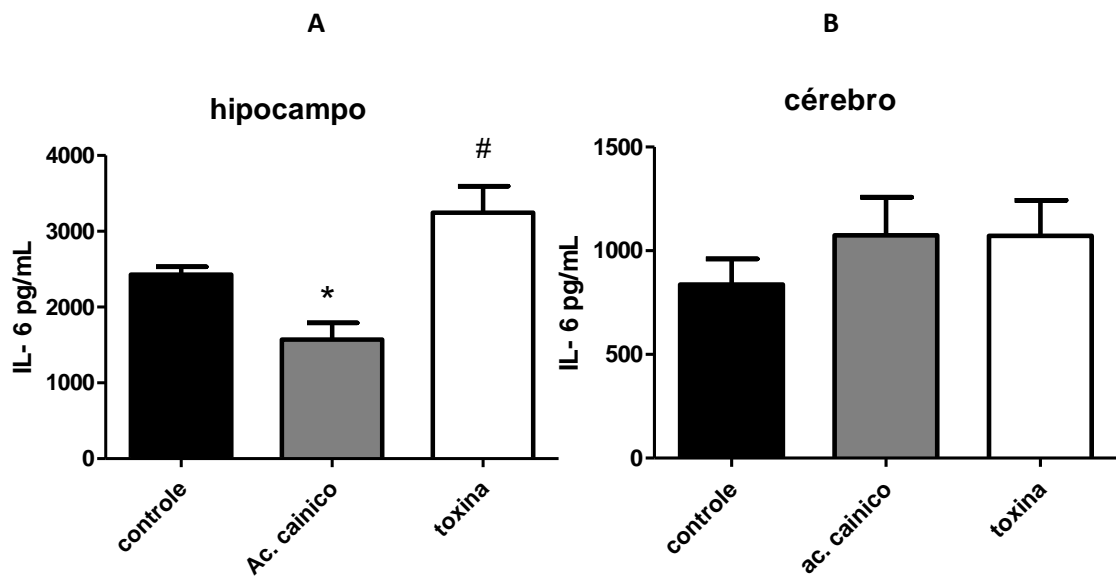 A
hipocampo
4000
3000
2000
1000
0
IL- 6 pg/mL
*
#
controle
Ac. cainico
toxina
B
cérebro
1500
1000
500
0
IL- 6 pg/mL
controle
ac. cainico
toxina